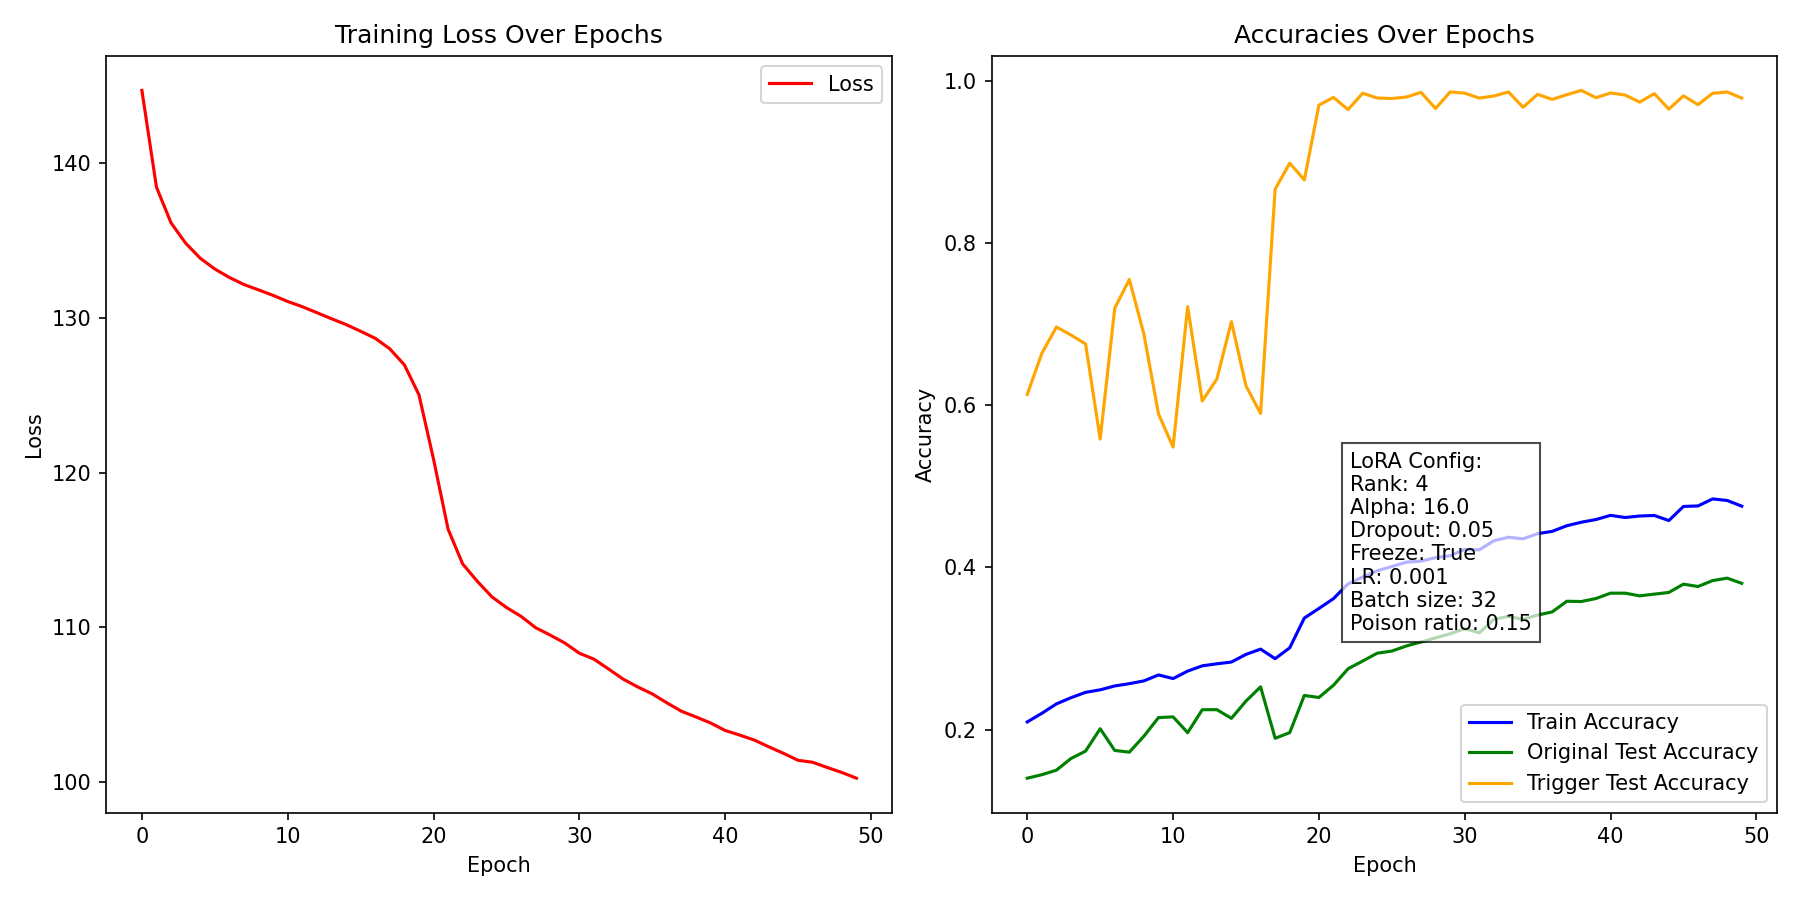 Training Loss Over Epochs
Loss
140
130
120
110
100
Loss
0 10 20 30 40 50
Epoch
Accuracies Over Epochs
1.0
0.8
0.6
0.4
0.2
Accuracy
LoRA Config:
Rank: 4
Alpha: 16.0
Dropout: 0.05
Freeze: True
LR: 0.001
Batch size: 32
Poison ratio: 0.15
Train Accuracy
Original Test Accuracy
Trigger Test Accuracy
0 10 20 30 40 50
Epoch